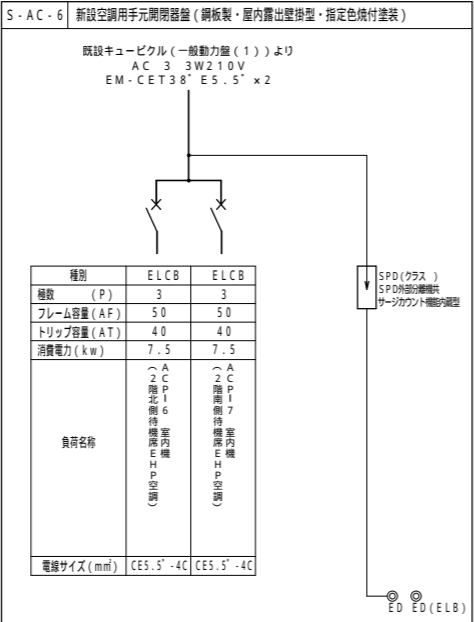 S-AC-6 新設空調用手元開閉器盤(鋼板製・屋内露出壁掛型・指定色焼付塗装)
既設キュービクル(一般動力盤(1))より
AC 3 3W210V
EM-CET38゜E5.5゜×2
種別 ELCB ELCB
極数 (P) 3 3
フレーム容量(AF) 50 50
トリップ容量(AT) 40 40
消費電力(kw) 7.5 7.5
負荷名称
ACPI6 室内機
(2階北側待機席EHP空調)
ACPI7 室内機
(2階南側待機席EHP空調)
電線サイズ(mm²) CE5.5゜-4C CE5.5゜-4C
SPD(クラス )
SPD外部分離機共
サージカウント機能内蔵型
ED ED(ELB)